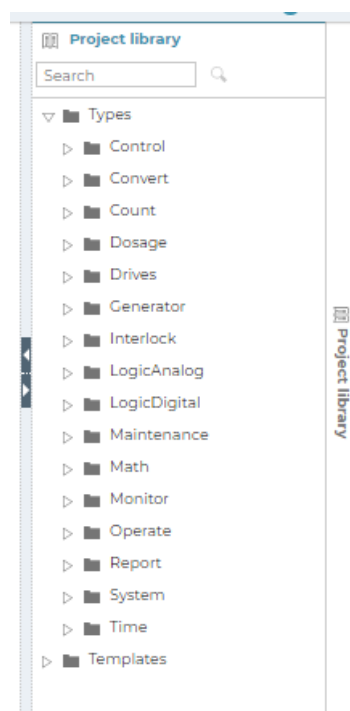 Project library
Search
Types
Control
Convert
Count
Dosage
Drives
Generator
Interlock
LogicAnalog
LogicDigital
Maintenance
Math
Monitor
Operate
Report
System
Time
Templates
Project library